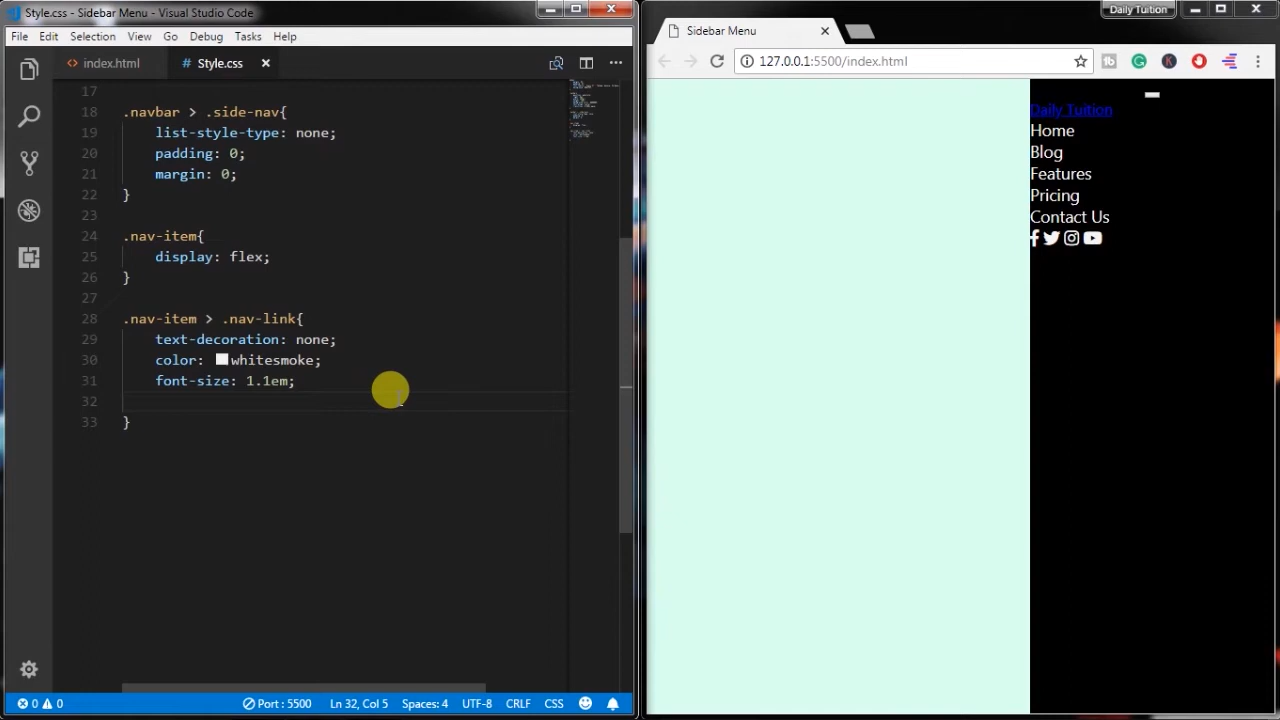 Style.css - Sidebar Menu - Visual Studio Code
File Edit Selection View Go Debug Tasks Help
index.html
# Style.css
17
18 .navbar > .side-nav{
19 list-style-type: none;
20 padding: 0;
21 margin: 0;
22 }
23
24 .nav-item{
25 display: flex;
26 }
27
28 .nav-item > .nav-link{
29 text-decoration: none;
30 color: whitesmoke;
31 font-size: 1.1em;
32
33 }
0 0
Port : 5500 Ln 32, Col 5 Spaces: 4 UTF-8 CRLF CSS
Daily Tuition
Sidebar Menu
127.0.0.1:5500/index.html
Daily Tuition
Home
Blog
Features
Pricing
Contact Us